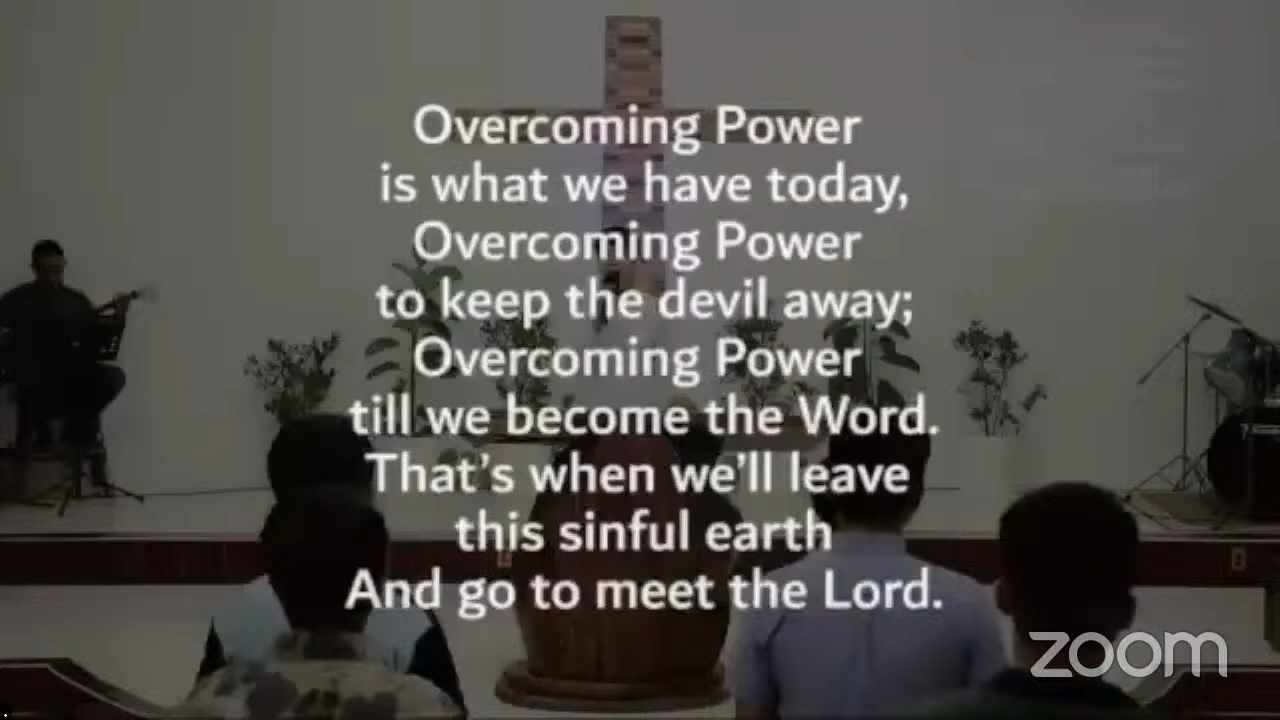 Overcoming Power
is what we have today,
Overcoming Power
to keep the devil away;
Overcoming Power
till we become the Word.
That’s when we’ll leave
this sinful earth
And go to meet the Lord.
zoom